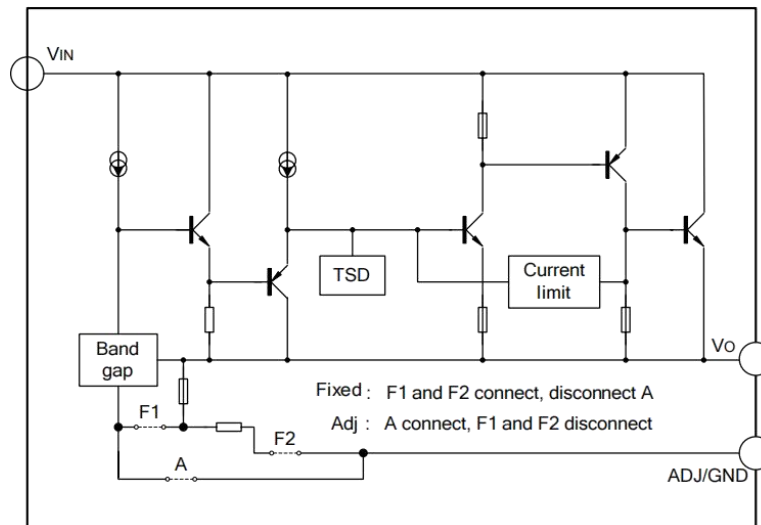 VIN
TSD
Current
limit
Band
gap
VO
Fixed : F1 and F2 connect, disconnect A
F1
Adj : A connect, F1 and F2 disconnect
F2
A
ADJ/GND